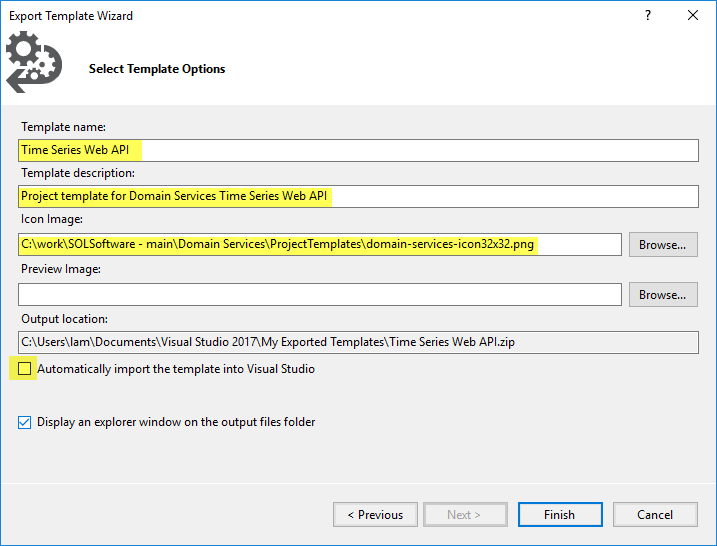 Export Template Wizard
?
Select Template Options
Template name:
Time Series Web API
Template description:
Project template for Domain Services Time Series Web API
Icon Image:
C:\work\SOLSoftware - main\Domain Services\ProjectTemplates\domain-services-icon32x32.png
Browse...
Preview Image:
Browse...
Output location:
C:\Users\lam\Documents\Visual Studio 2017\My Exported Templates\Time Series Web API.zip
Automatically import the template into Visual Studio
Display an explorer window on the output files folder
< Previous
Next >
Finish
Cancel